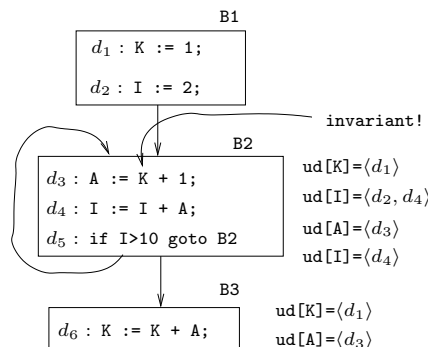 B1
d₁ : K := 1;
d₂ : I := 2;
invariant!
B2
d₃ : A := K + 1;
d₄ : I := I + A;
d₅ : if I>10 goto B2
ud[K]=⟨d₁⟩
ud[I]=⟨d₂, d₄⟩
ud[A]=⟨d₃⟩
ud[I]=⟨d₄⟩
B3
d₆ : K := K + A;
ud[K]=⟨d₁⟩
ud[A]=⟨d₃⟩